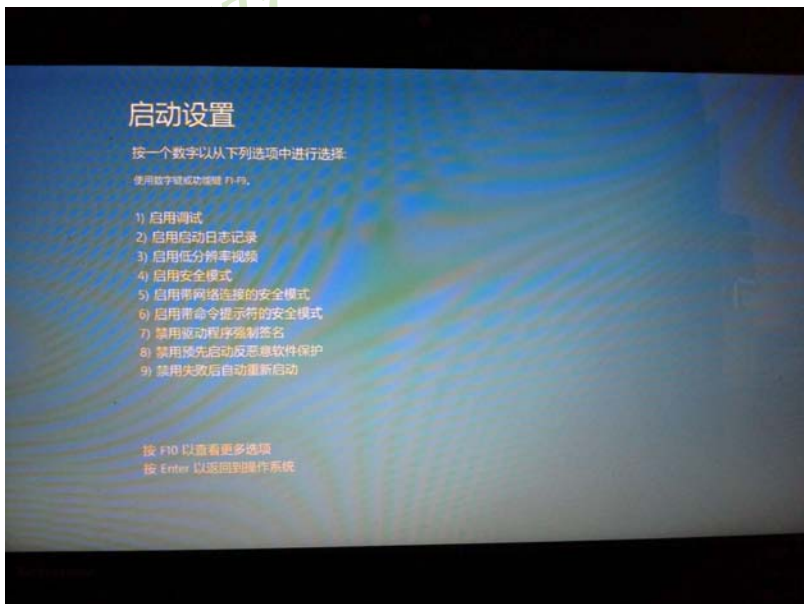 启动设置
按一个数字以从下列选项中进行选择:
使用数字键或功能键 F1-F9。
1) 启用调试
2) 启用启动日志记录
3) 启用低分辨率视频
4) 启用安全模式
5) 启用带网络连接的安全模式
6) 启用带命令提示符的安全模式
7) 禁用驱动程序强制签名
8) 禁用预先启动反恶意软件保护
9) 禁用失败后自动重新启动
按 F10 以查看更多选项
按 Enter 以返回到操作系统